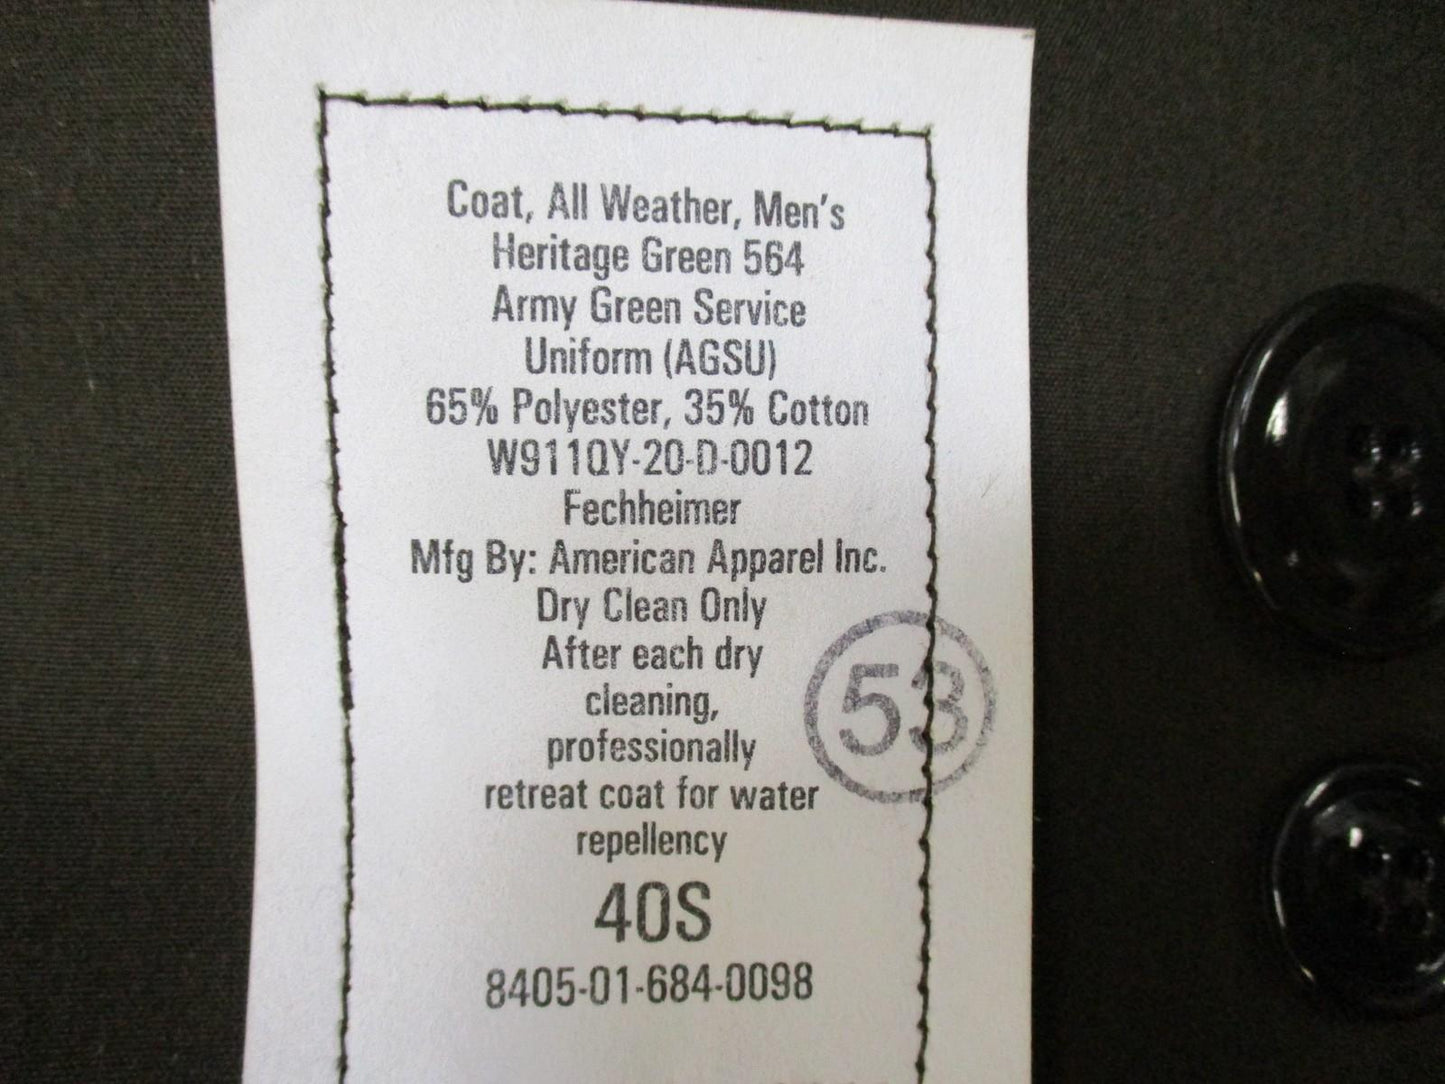 Coat, All Weather, Men's
Heritage Green 564
Army Green Service
Uniform (AGSU)
65% Polyester, 35% Cotton
W911QY-20-D-0012
Fechheimer
Mfg By: American Apparel Inc.
Dry Clean Only
After each dry
cleaning,
professionally
retreat coat for water
repellency
53
40S
8405-01-684-0098